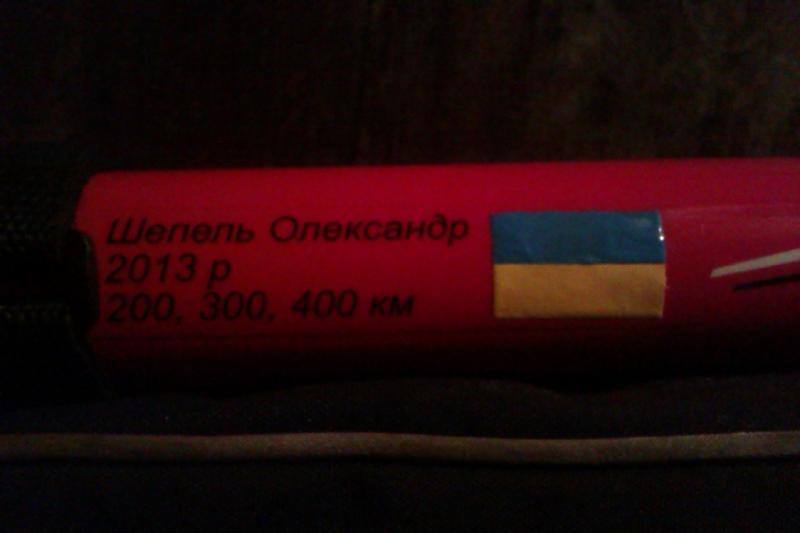 Шепель Олександр
2013 р
200, 300, 400 км